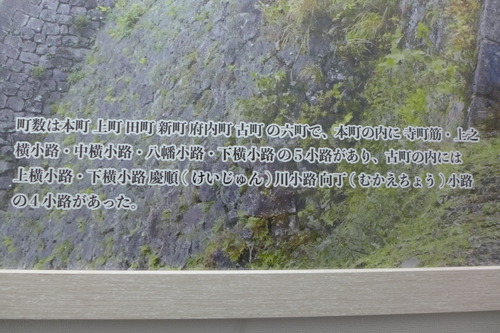 町数は本町 上町 田町 新町 府内町 古町 の六町で、本町の内に 寺町筋・上之
横小路・中横小路・八幡小路・下横小路 の５小路があり、古町の内には
上横小路・下横小路 慶順（けいじゅん）川小路 向丁（むかえちょう）小路
の４小路があった。